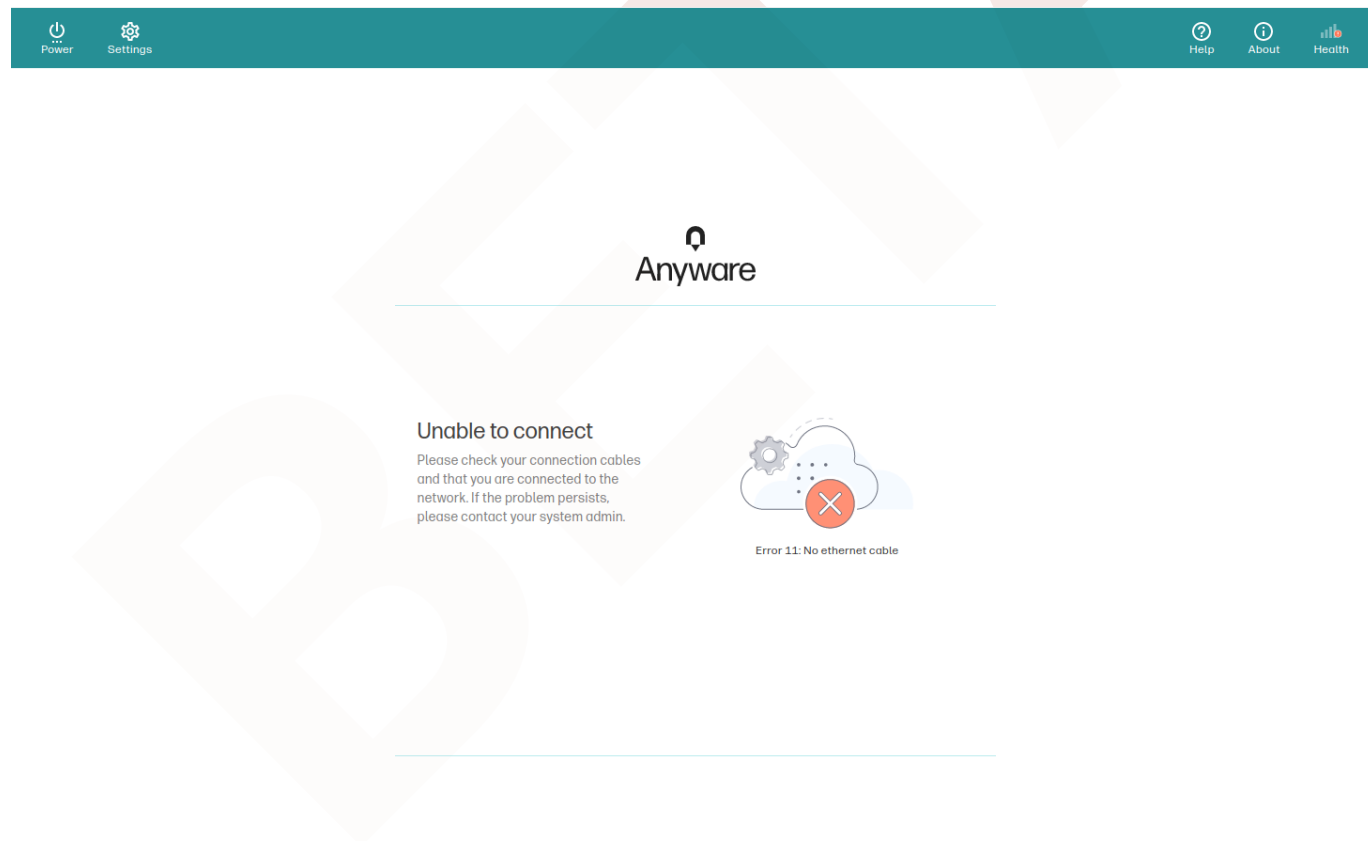 Power
Settings
Help
About
Health
Anyware
Unable to connect
Please check your connection cables
and that you are connected to the
network. If the problem persists,
please contact your system admin.
Error 11: No ethernet cable
BETA